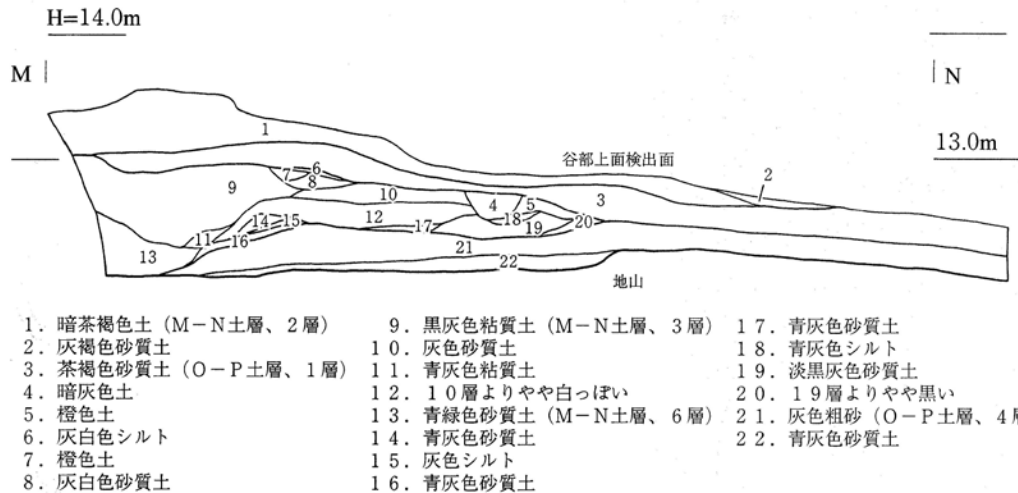 H=14.0m
M
N
13.0m
谷部上面検出面
1
2
3
4
5
6
7
8
9
10
11
12
13
14
15
16
17
18
19
20
21
22
地山
1．暗茶褐色土（M－N土層、2層）
2．灰褐色砂質土
3．茶褐色砂質土（O－P土層、1層）
4．暗灰色土
5．橙色土
6．灰白色シルト
7．橙色土
8．灰白色砂質土
9．黒灰色粘質土（M－N土層、3層）
10．灰色砂質土
11．青灰色粘質土
12．10層よりやや白っぽい
13．青緑色砂質土（M－N土層、6層）
14．青灰色砂質土
15．灰色シルト
16．青灰色砂質土
17．青灰色砂質土
18．青灰色シルト
19．淡黒灰色砂質土
20．19層よりやや黒い
21．灰色粗砂（O－P土層、4層
22．青灰色砂質土